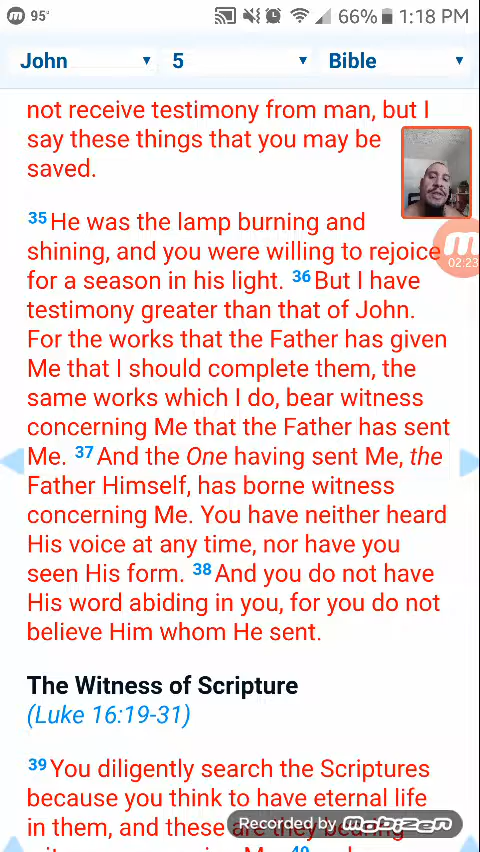 95°
66% 1:18 PM
John 5 Bible
not receive testimony from man, but I
say these things that you may be
saved.
35 He was the lamp burning and
shining, and you were willing to rejoice
02:23
for a season in his light. 36 But I have
testimony greater than that of John.
For the works that the Father has given
Me that I should complete them, the
same works which I do, bear witness
concerning Me that the Father has sent
Me. 37 And the One having sent Me, the
Father Himself, has borne witness
concerning Me. You have neither heard
His voice at any time, nor have you
seen His form. 38 And you do not have
His word abiding in you, for you do not
believe Him whom He sent.
The Witness of Scripture
(Luke 16:19-31)
39 You diligently search the Scriptures
because you think to have eternal life
in them, and these are they bearing
Recorded by Mobizen